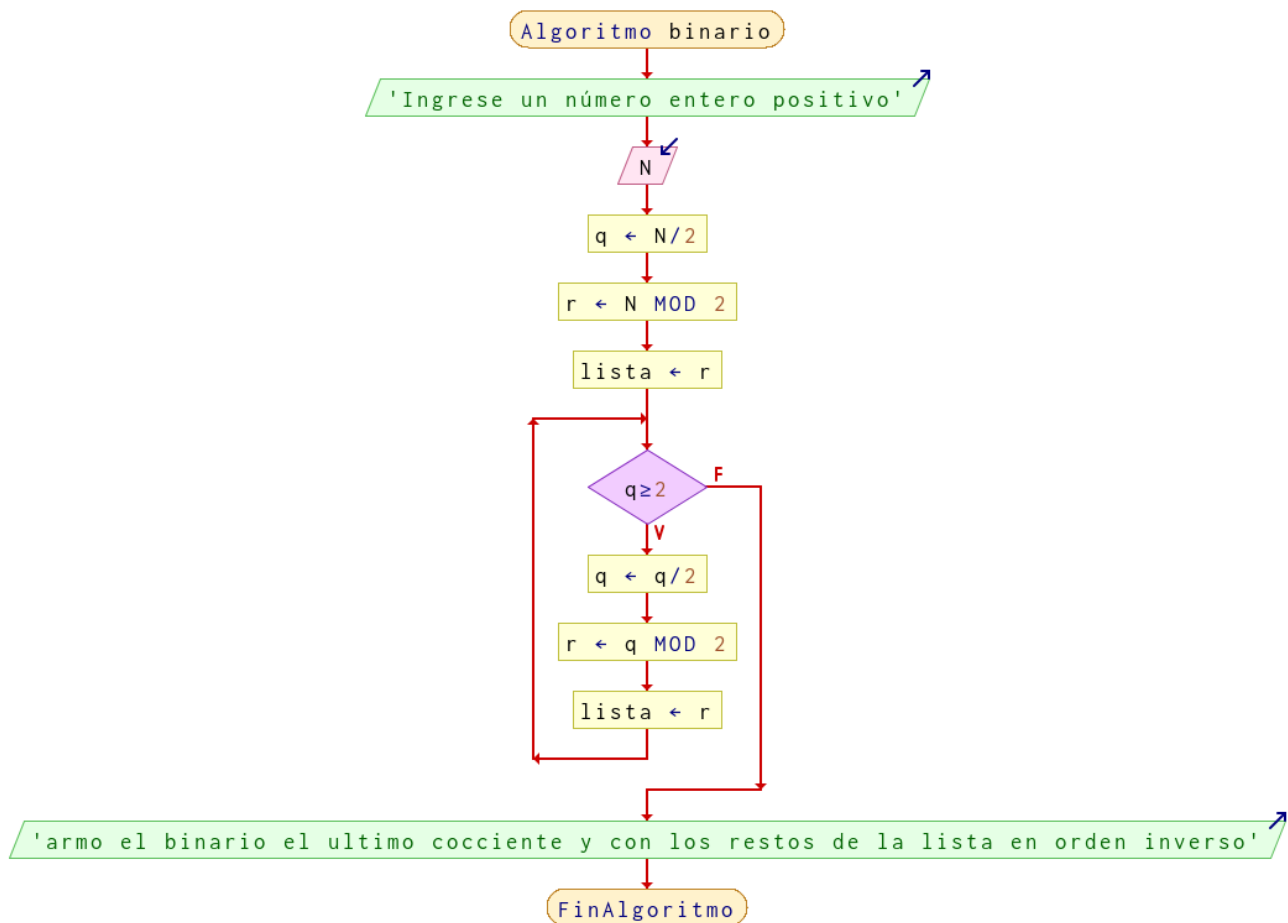 Algoritmo binario
'Ingrese un número entero positivo'
N
q ← N/2
r ← N MOD 2
lista ← r
q≥2
F
V
q ← q/2
r ← q MOD 2
lista ← r
'armo el binario el ultimo cocciente y con los restos de la lista en orden inverso'
FinAlgoritmo